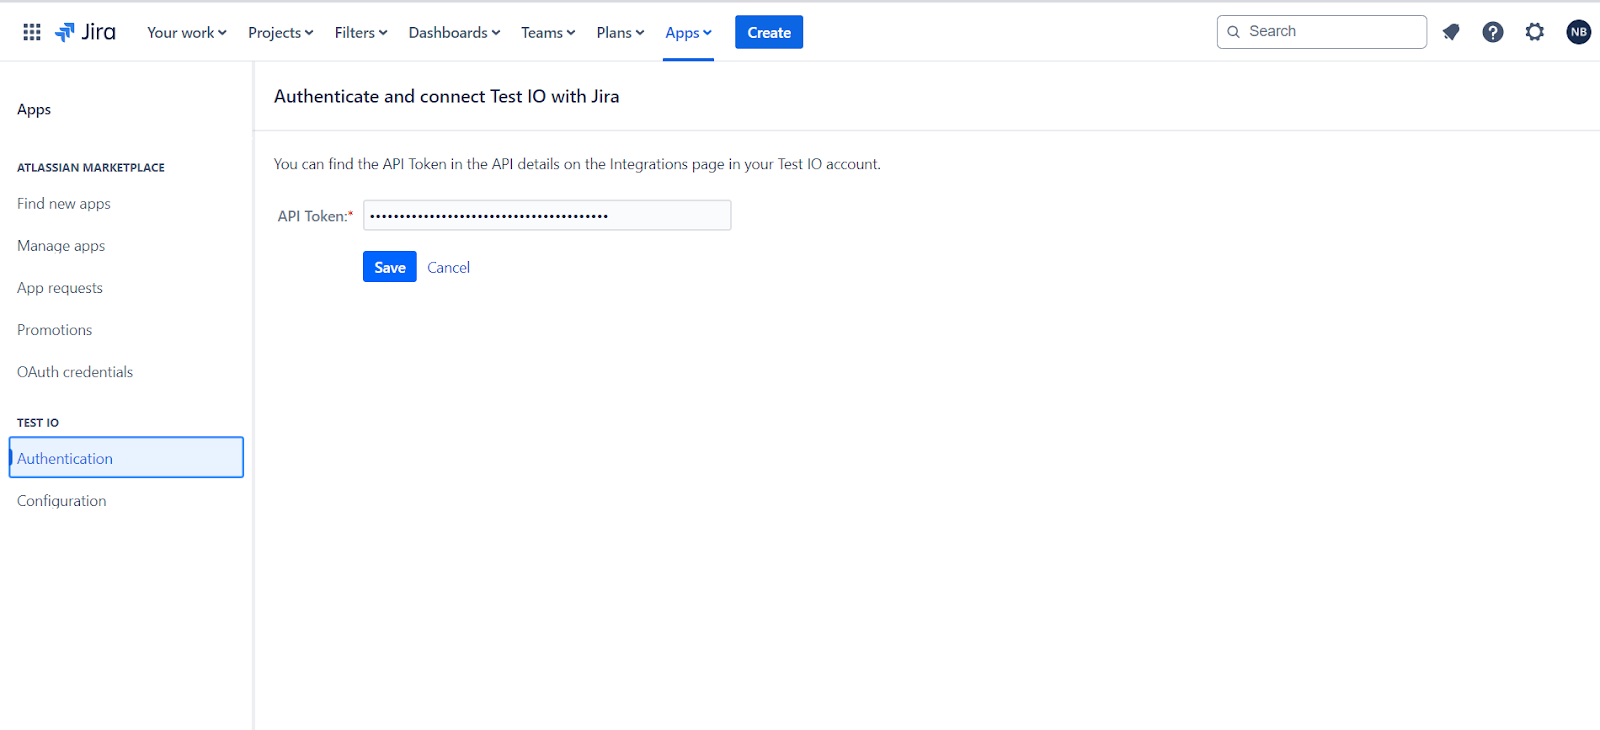 Jira Your work Projects Filters Dashboards Teams Plans Apps Create Search NB
Apps
Authenticate and connect Test IO with Jira
ATLASSIAN MARKETPLACE
Find new apps
Manage apps
App requests
Promotions
OAuth credentials
TEST IO
Authentication
Configuration
You can find the API Token in the API details on the Integrations page in your Test IO account.
API Token:* ••••••••••••••••••••••••••••••••••••••••
Save Cancel